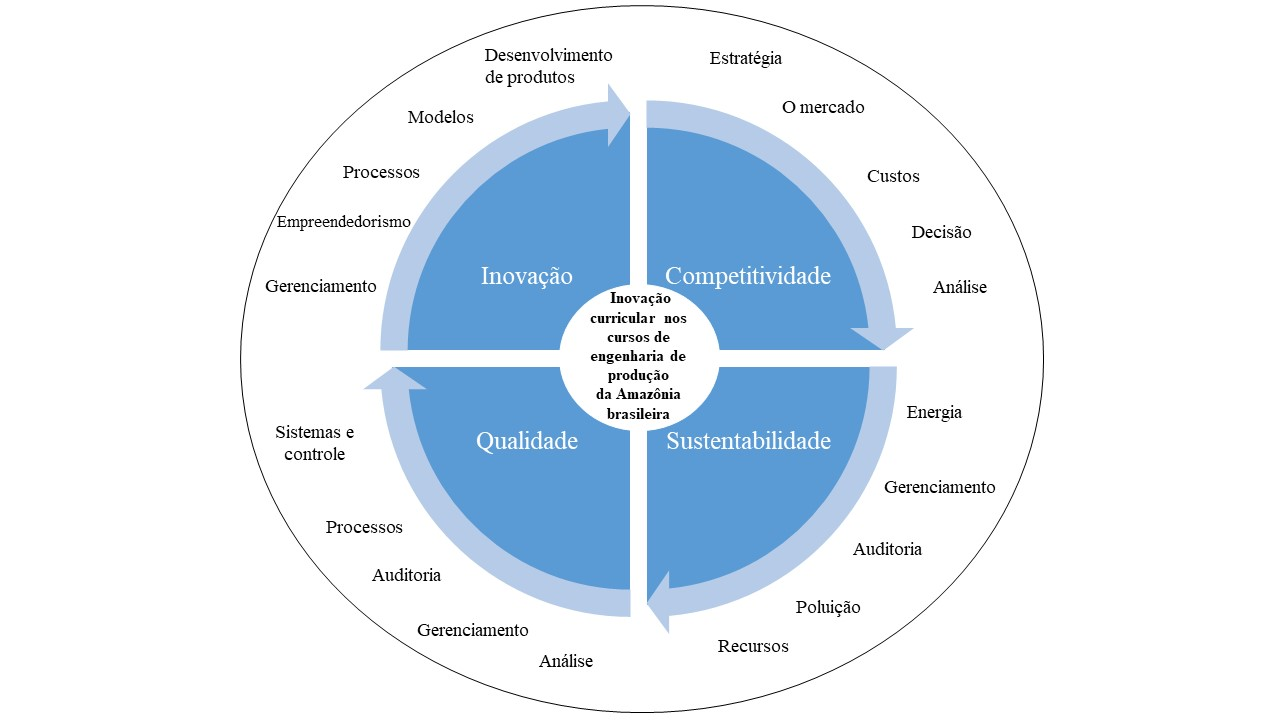 Desenvolvimento
de produtos
Estratégia
Modelos
O mercado
Processos
Custos
Empreendedorismo
Decisão
Gerenciamento
Análise
Inovação
Competitividade
Inovação
curricular nos
cursos de
engenharia de
produção
da Amazônia
brasileira
Qualidade
Sustentabilidade
Energia
Sistemas e
controle
Gerenciamento
Processos
Auditoria
Auditoria
Poluição
Gerenciamento
Recursos
Análise